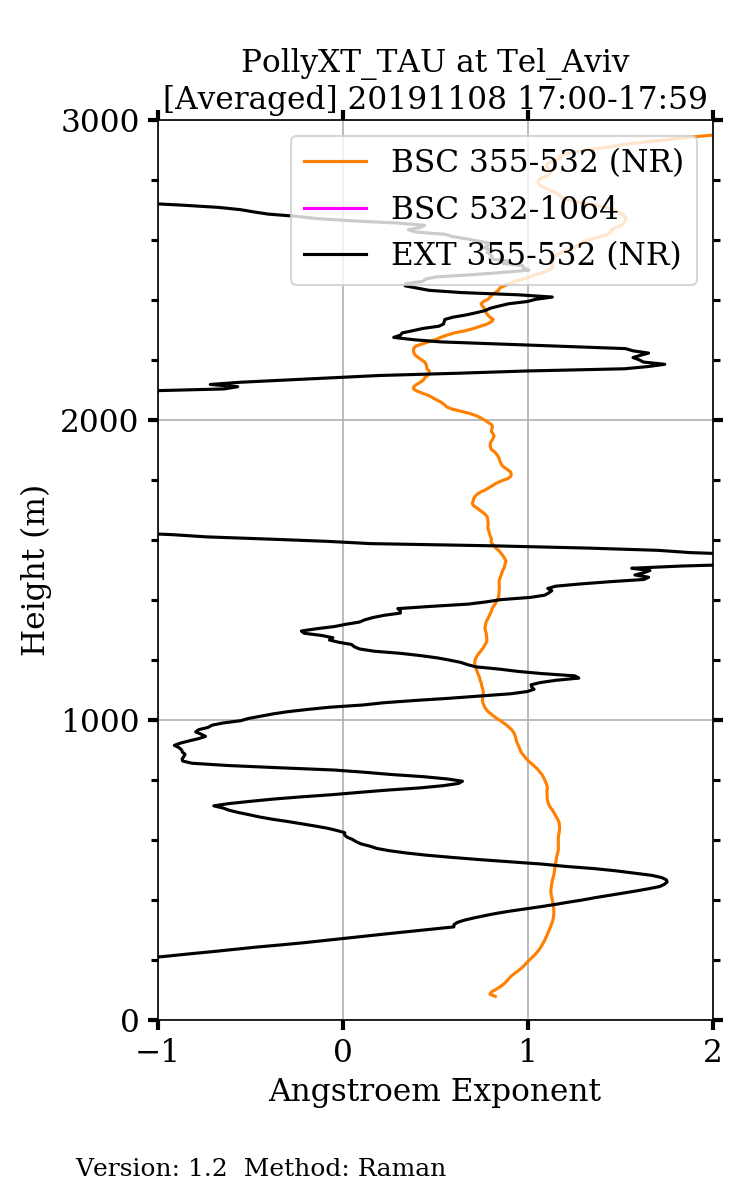 PollyXT_TAU at Tel_Aviv
[Averaged] 20191108 17:00-17:59
3000
BSC 355-532 (NR)
BSC 532-1064
EXT 355-532 (NR)
2000
Height (m)
1000
0
−1 0 1 2
Angstroem Exponent
Version: 1.2 Method: Raman